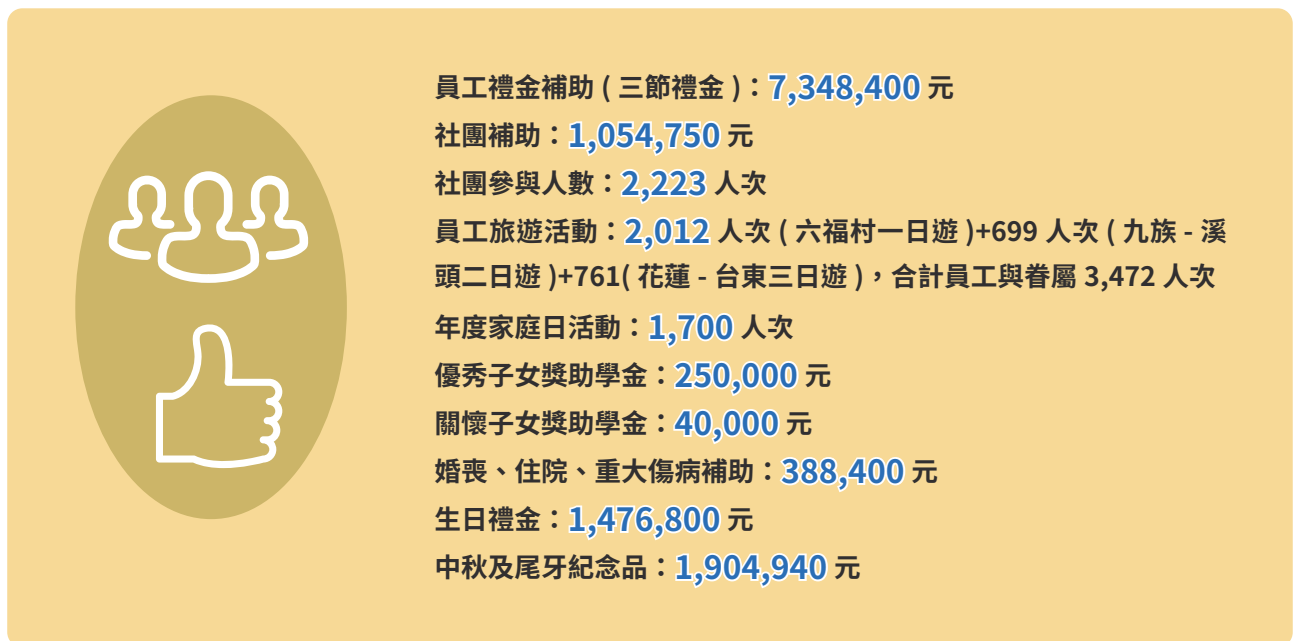 員工禮金補助 ( 三節禮金 )：7,348,400 元
社團補助：1,054,750 元
社團參與人數：2,223 人次
員工旅遊活動：2,012 人次 ( 六福村一日遊 )+699 人次 ( 九族 - 溪
頭二日遊 )+761( 花蓮 - 台東三日遊 )，合計員工與眷屬 3,472 人次
年度家庭日活動：1,700 人次
優秀子女獎助學金：250,000 元
關懷子女獎助學金：40,000 元
婚喪、住院、重大傷病補助：388,400 元
生日禮金：1,476,800 元
中秋及尾牙紀念品：1,904,940 元